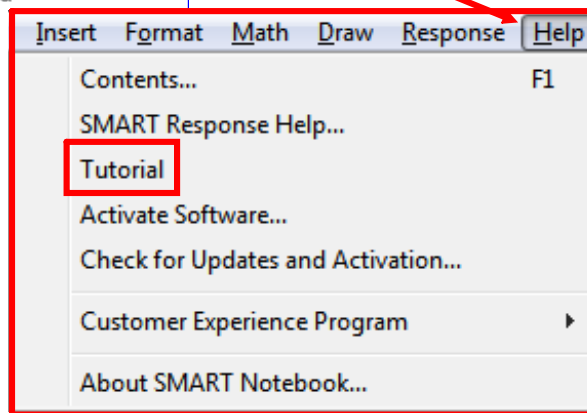 Insert Format Math Draw Response Help
Contents... F1
SMART Response Help...
Tutorial
Activate Software...
Check for Updates and Activation...
Customer Experience Program
About SMART Notebook...